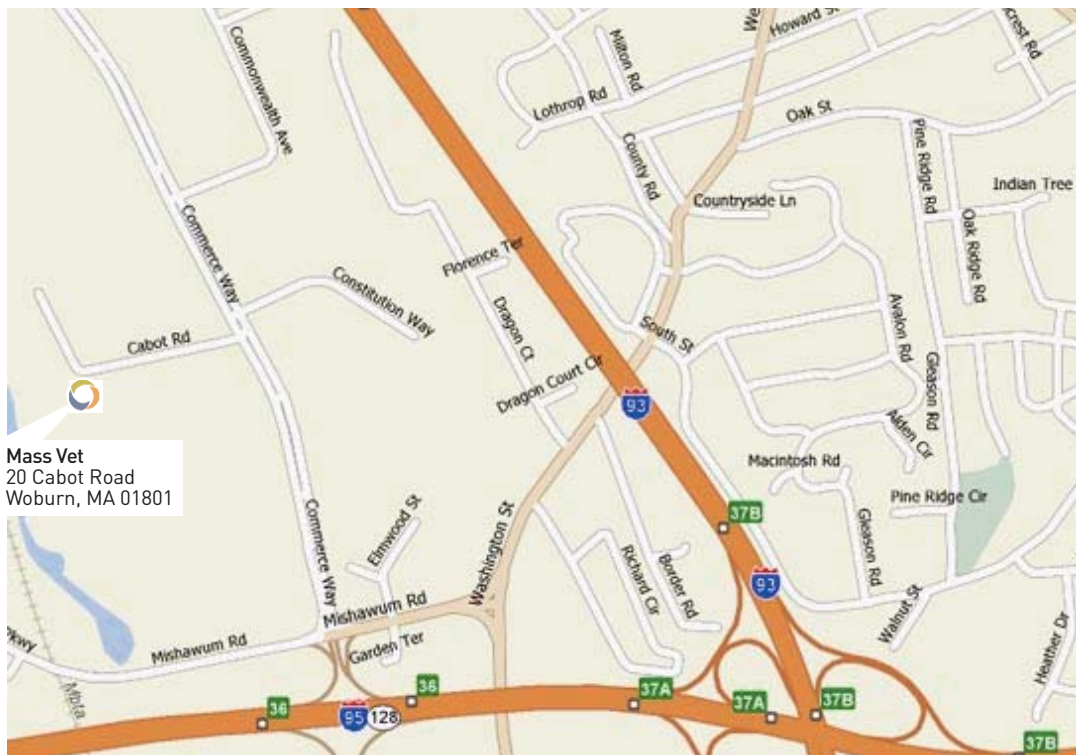 Commonwealth Ave
Milton Rd
Howard St
Lothrop Rd
Oak St
County Rd
Pine Ridge Rd
Countryside Ln
Indian Tree
Oak Ridge Rd
Commerce Way
Florence Ter
Constitution Way
Dragon Ct
South St
Avalon Rd
Cabot Rd
Gleason Rd
Dragon Court Cir
93
Alden Cir
Mass Vet
20 Cabot Road
Woburn, MA 01801
Macintosh Rd
Pine Ridge Cir
37B
Commerce Way
Elmwood St
Washington St
Gleason Rd
Richard Cir
Border Rd
93
Mishawum Rd
Walnut St
Mishawum Rd
Garden Ter
Heather Dr
Mbta
36
36
95
128
37A
37A
37B
37B